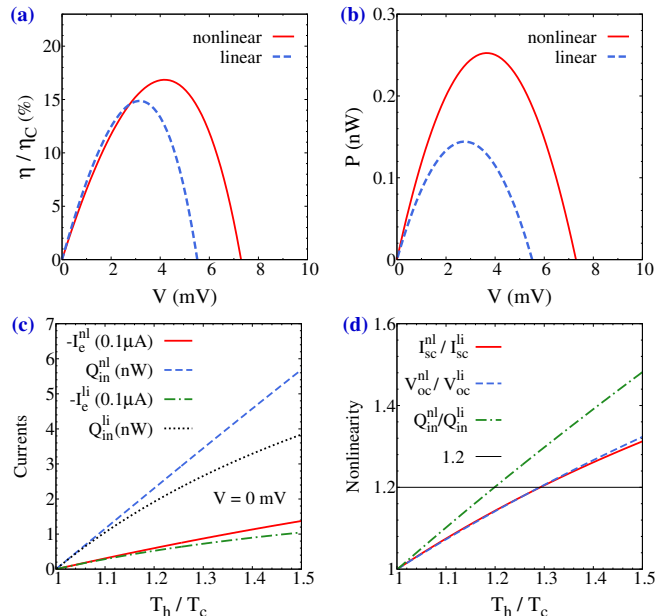 (a)
nonlinear
linear
20
15
10
5
0
0 2 4 6 8 10
η / η_C (%)
V (mV)
(b)
nonlinear
linear
0.3
0.2
0.1
0
0 2 4 6 8 10
P (nW)
V (mV)
(c)
-I_e^nl (0.1μA)
Q_in^nl (nW)
-I_e^li (0.1μA)
Q_in^li (nW)
V = 0 mV
7
6
5
4
3
2
1
0
1 1.1 1.2 1.3 1.4 1.5
Currents
T_h / T_c
(d)
I_sc^nl / I_sc^li
V_oc^nl / V_oc^li
Q_in^nl/Q_in^li
1.2
1.6
1.4
1.2
1
1 1.1 1.2 1.3 1.4 1.5
Nonlinearity
T_h / T_c